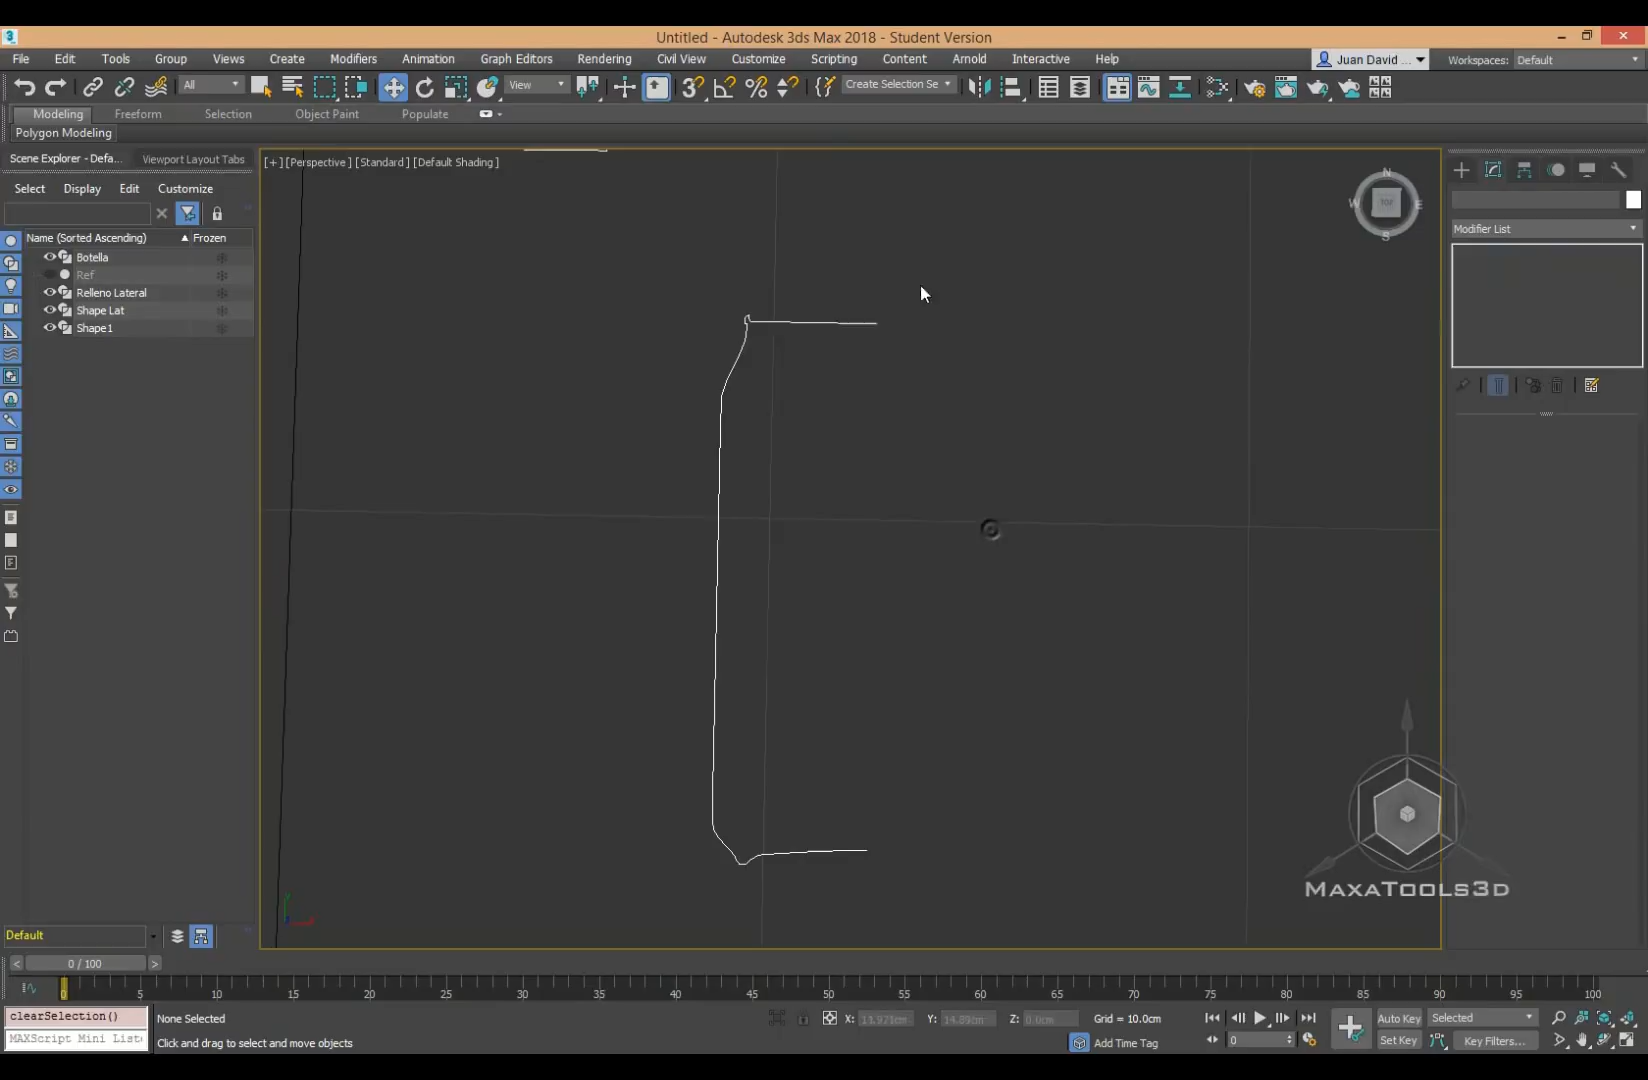 Untitled - Autodesk 3ds Max 2018 - Student Version
File Edit Tools Group Views Create Modifiers Animation Graph Editors Rendering Civil View Customize Scripting Content Arnold Interactive Help Juan David ... Workspaces: Default
All View Create Selection Se
Modeling Freeform Selection Object Paint Populate
Polygon Modeling
Scene Explorer - Defa... Viewport Layout Tabs
[+] [Perspective] [Standard] [Default Shading]
Select Display Edit Customize
Name (Sorted Ascending) Frozen
Botella
Ref
Relleno Lateral
Shape Lat
Shape1
N
W TOP E
S
Modifier List
MAXATOOLS3D
Default
0 / 100
0 5 10 15 20 25 30 35 40 45 50 55 60 65 70 75 80 85 90 95 100
clearSelection() None Selected X: 11.971cm Y: 14.89cm Z: 0.0cm Grid = 10.0cm Auto Key Selected
MAXScript Mini List Click and drag to select and move objects Add Time Tag 0 Set Key Key Filters...